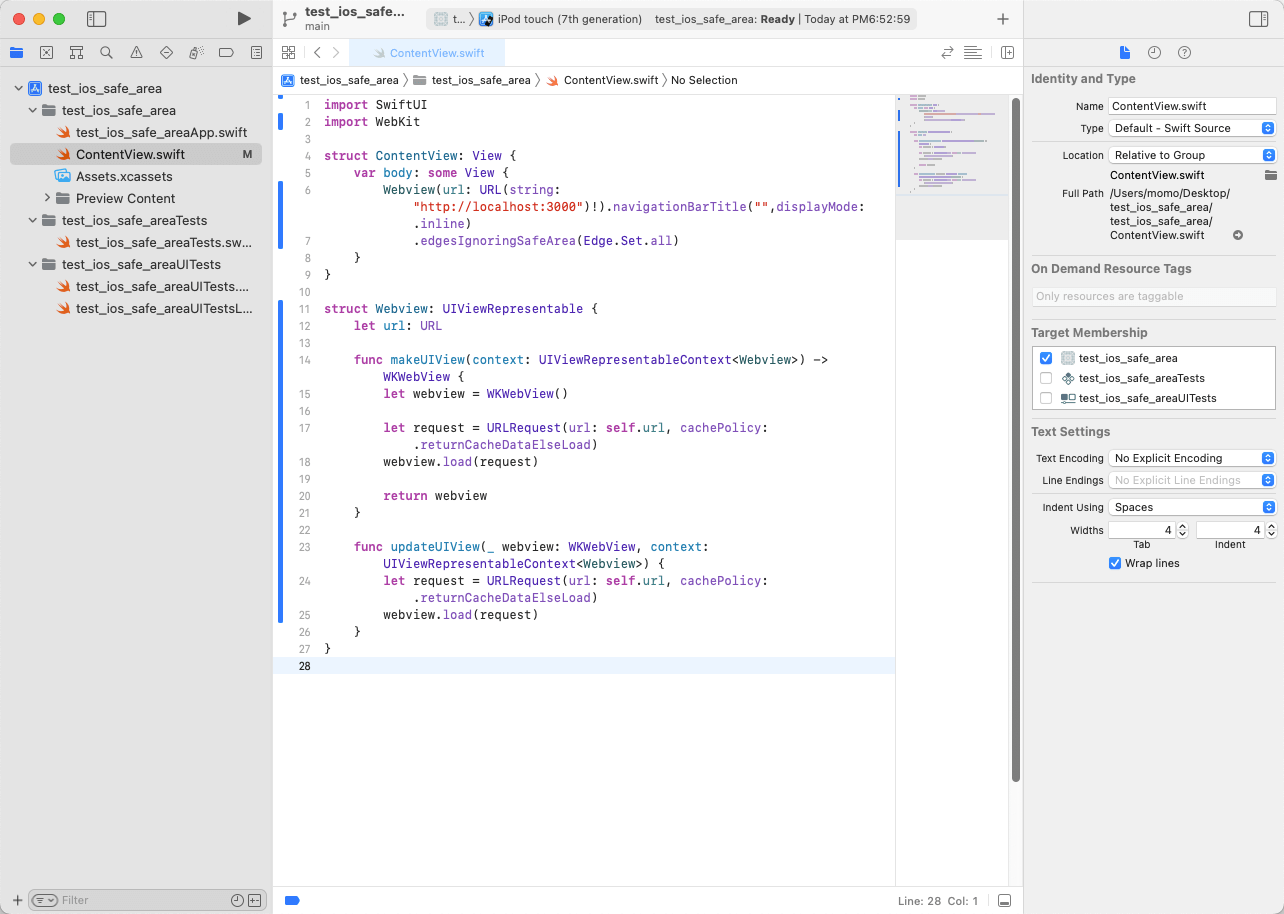 test_ios_safe...
main
t...
iPod touch (7th generation)
test_ios_safe_area: Ready | Today at PM6:52:59
ContentView.swift
test_ios_safe_area
test_ios_safe_area
ContentView.swift
No Selection
test_ios_safe_area
test_ios_safe_area
test_ios_safe_areaApp.swift
ContentView.swift
M
Assets.xcassets
Preview Content
test_ios_safe_areaTests
test_ios_safe_areaTests.sw...
test_ios_safe_areaUITests
test_ios_safe_areaUITests....
test_ios_safe_areaUITestsL...
Filter
1 import SwiftUI
2 import WebKit
3
4 struct ContentView: View {
5 var body: some View {
6 Webview(url: URL(string:
"http://localhost:3000")!).navigationBarTitle("",displayMode:
.inline)
7 .edgesIgnoringSafeArea(Edge.Set.all)
8 }
9 }
10
11 struct Webview: UIViewRepresentable {
12 let url: URL
13
14 func makeUIView(context: UIViewRepresentableContext<Webview>) ->
WKWebView {
15 let webview = WKWebView()
16
17 let request = URLRequest(url: self.url, cachePolicy:
.returnCacheDataElseLoad)
18 webview.load(request)
19
20 return webview
21 }
22
23 func updateUIView(_ webview: WKWebView, context:
UIViewRepresentableContext<Webview>) {
24 let request = URLRequest(url: self.url, cachePolicy:
.returnCacheDataElseLoad)
25 webview.load(request)
26 }
27 }
28
Line: 28 Col: 1
Identity and Type
Name ContentView.swift
Type Default - Swift Source
Location Relative to Group
ContentView.swift
Full Path /Users/momo/Desktop/
test_ios_safe_area/
test_ios_safe_area/
ContentView.swift
On Demand Resource Tags
Only resources are taggable
Target Membership
test_ios_safe_area
test_ios_safe_areaTests
test_ios_safe_areaUITests
Text Settings
Text Encoding No Explicit Encoding
Line Endings No Explicit Line Endings
Indent Using Spaces
Widths 4 4
Tab Indent
Wrap lines